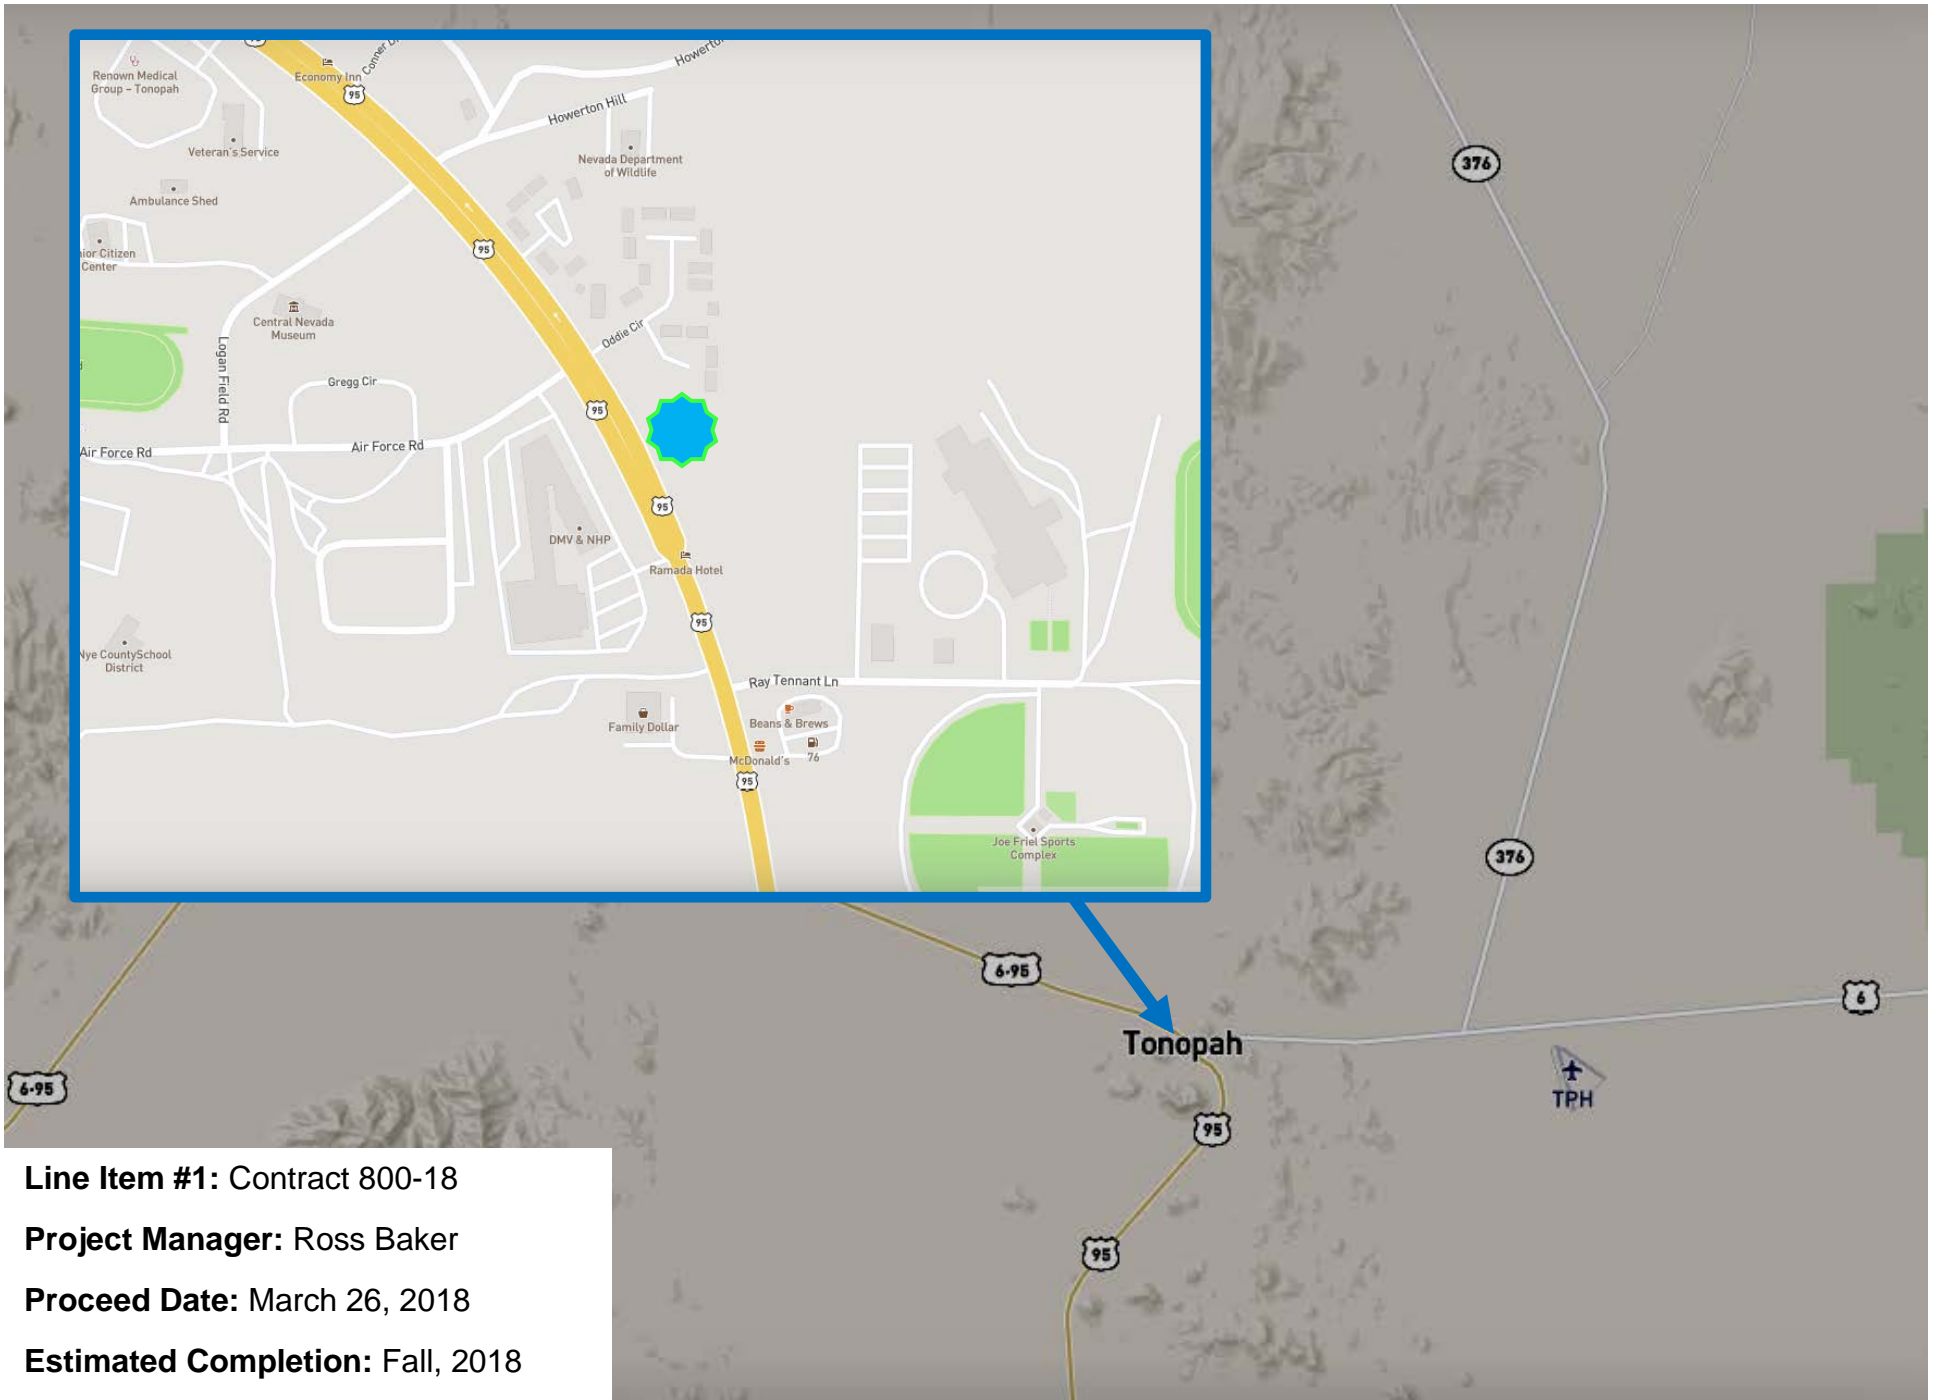 95
Conner
Howerton
Renown Medical
Group - Tonopah
Economy Inn
95
Howerton Hill
Veteran's Service
Nevada Department
of Wildlife
Ambulance Shed
376
95
ior Citizen
Center
Central Nevada
Museum
Oddie Cir
Logan Field Rd
Gregg Cir
95
Air Force Rd
Air Force Rd
95
DMV & NHP
Ramada Hotel
95
Nye CountySchool
District
Ray Tennant Ln
Family Dollar
Beans & Brews
McDonald's
76
95
Joe Friel Sports
Complex
376
6-95
6
Tonopah
6-95
TPH
95
95
Line Item #1: Contract 800-18
Project Manager: Ross Baker
Proceed Date: March 26, 2018
Estimated Completion: Fall, 2018